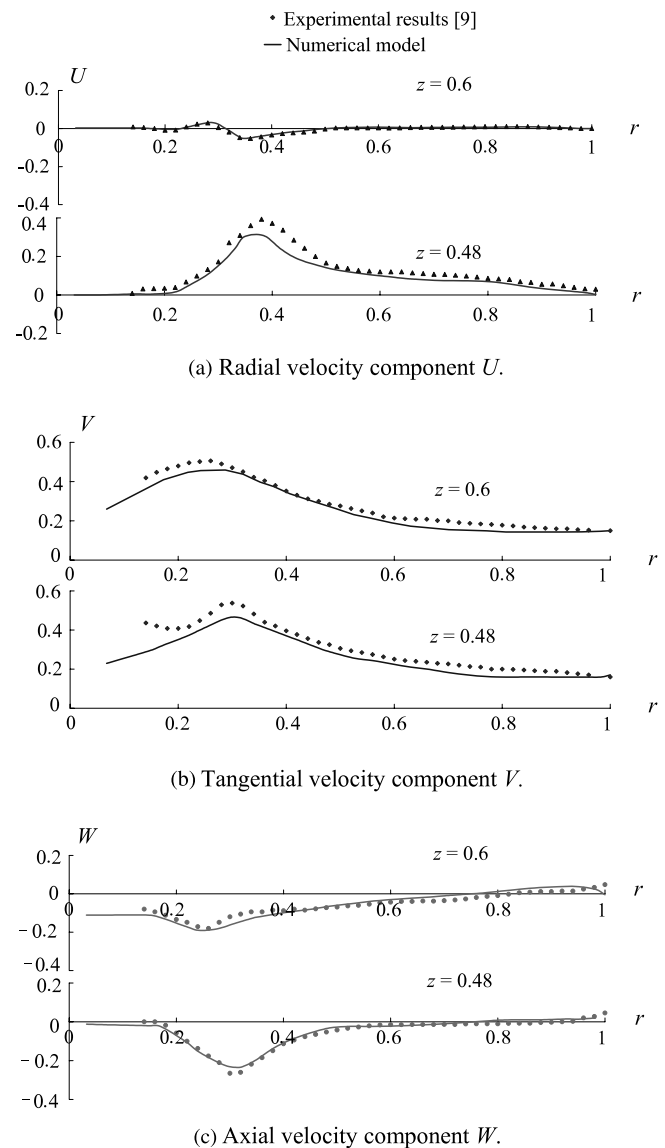 Experimental results [9]
Numerical model
U
0.2
z = 0.6
0
r
0 0.2 0.4 0.6 0.8 1
-0.2
-0.4
0.4
z = 0.48
0.2
0
r
0 0.2 0.4 0.6 0.8 1
-0.2
(a) Radial velocity component U.
V
0.6
0.4
z = 0.6
0.2
0
r
0 0.2 0.4 0.6 0.8 1
0.6
0.4
z = 0.48
0.2
0
r
0 0.2 0.4 0.6 0.8 1
(b) Tangential velocity component V.
W
0.2
z = 0.6
0
r
0 0.2 0.4 0.6 0.8 1
−0.2
−0.4
0.2
z = 0.48
0
r
0 0.2 0.4 0.6 0.8 1
−0.2
−0.4
(c) Axial velocity component W.